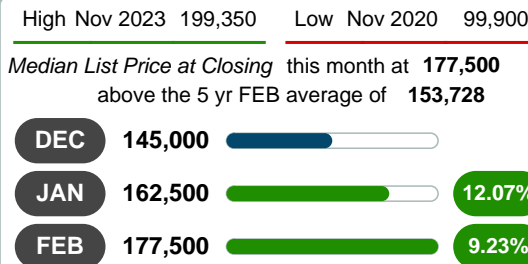 High Nov 2023 199,350 Low Nov 2020 99,900
Median List Price at Closing this month at 177,500
above the 5 yr FEB average of 153,728
DEC 145,000
JAN 162,500 12.07%
FEB 177,500 9.23%